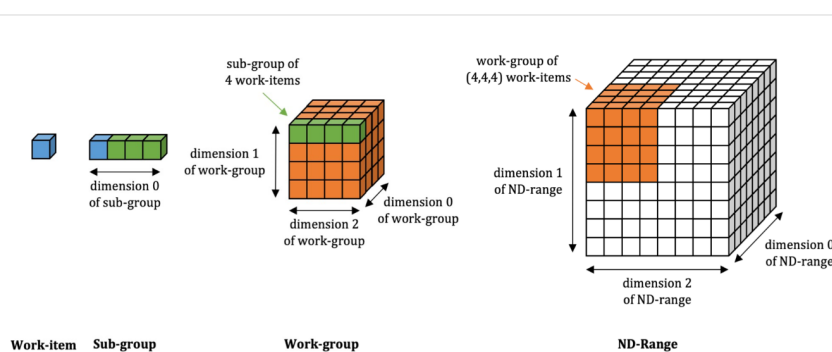 sub-group of
4 work-items
work-group of
(4,4,4) work-items
dimension 0
of sub-group
dimension 1
of work-group
dimension 2
of work-group
dimension 0
of work-group
dimension 1
of ND-range
dimension 2
of ND-range
dimension 0
of ND-range
Work-item
Sub-group
Work-group
ND-Range